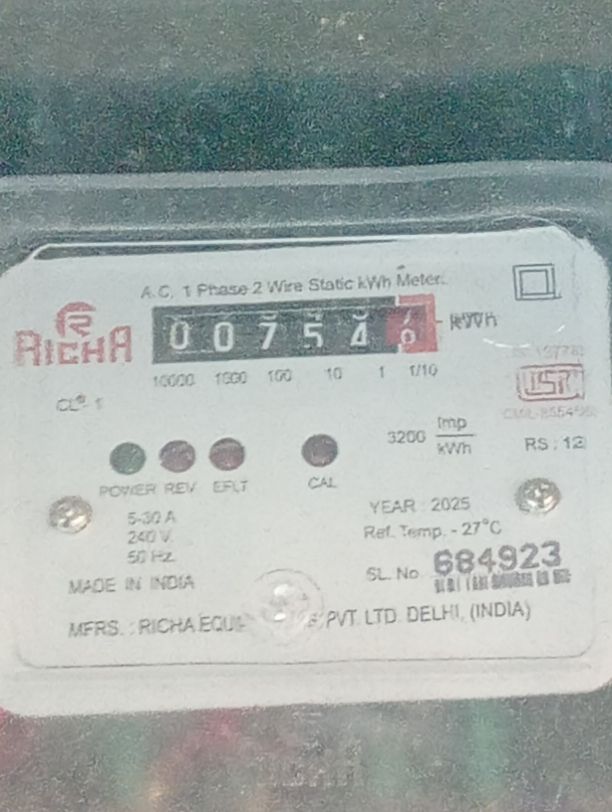 A.C. 1 Phase 2 Wire Static kWh Meter.
RICHA
0 0 7 5 4
kWh
10000 1000 100 10 1 1/10
CL - 1
3200 Imp/kWh
RS : 12
POWER REV EFLT CAL
5-30 A
240 V
50 Hz
YEAR : 2025
Ref. Temp. - 27°C
SL. No. 684923
MADE IN INDIA
MFRS. : RICHA PVT. LTD. DELHI, (INDIA)